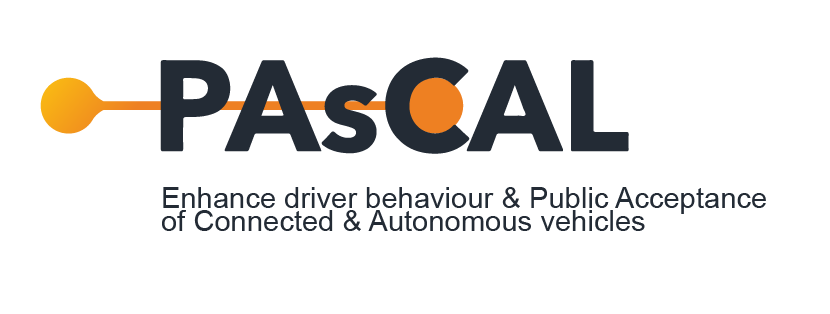 PAsCAL
Enhance driver behaviour & Public Acceptance
of Connected & Autonomous vehicles